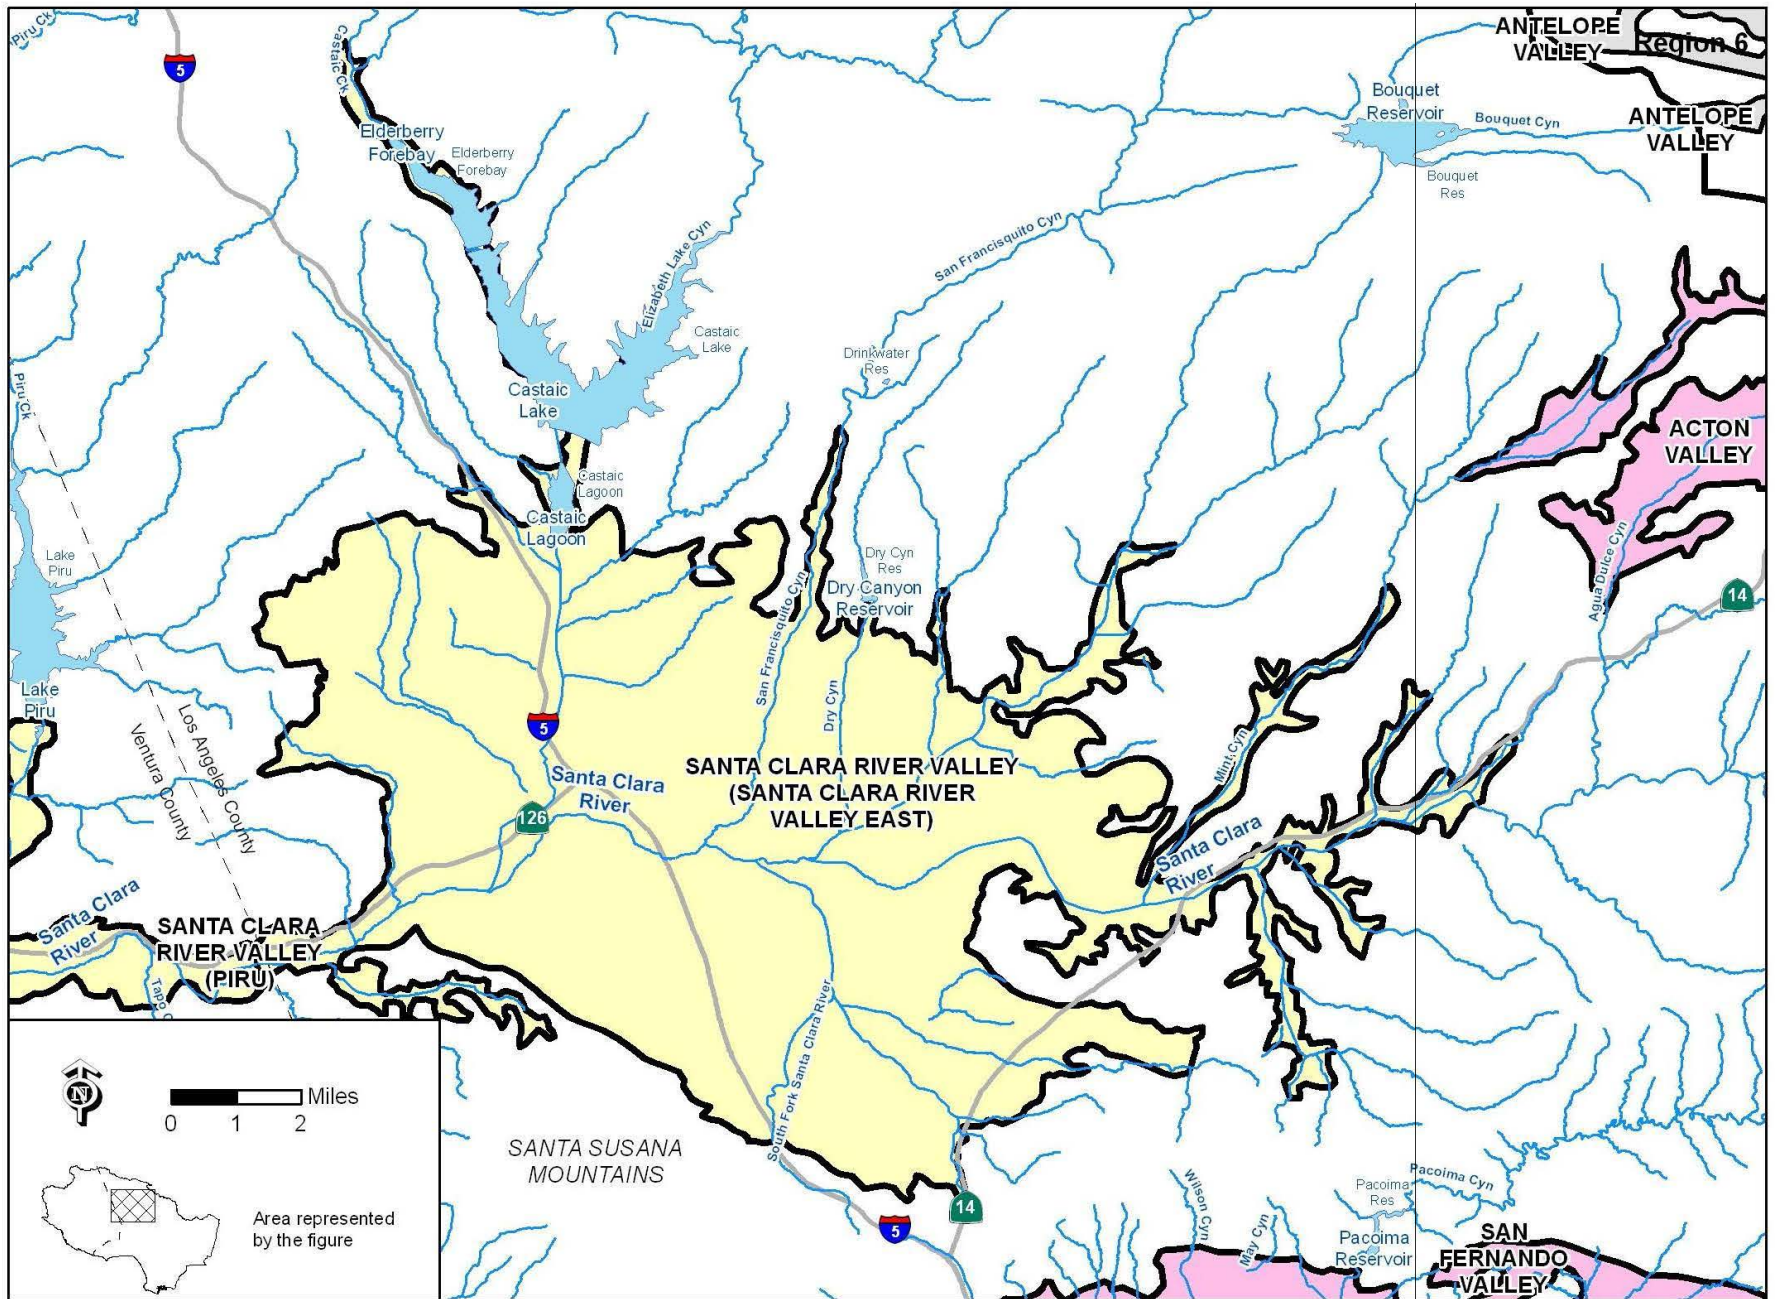 Piru Ck
5
Castaic Ck
Elderberry
Forebay
Elderberry
Forebay
ANTELOPE
VALLEY
Region 6
Bouquet
Reservoir
Bouquet Cyn
ANTELOPE
VALLEY
Bouquet
Res
Elizabeth Lake Cyn
San Francisquito Cyn
Castaic
Lake
Drinkwater
Res
Castaic
Lake
Piru Ck
ACTON
VALLEY
Castaic
Lagoon
Castaic
Lagoon
Lake
Piru
Dry Cyn
Res
Dry Canyon
Reservoir
San Francisquito Cyn
Agua Dulce Cyn
14
Lake
Piru
Los Angeles County
Ventura County
5
Dry Cyn
Mint Cyn
Santa Clara
River
126
SANTA CLARA RIVER VALLEY
(SANTA CLARA RIVER
VALLEY EAST)
Santa Clara
River
Santa Clara
River
SANTA CLARA
RIVER VALLEY
(PIRU)
Tapo C
South Fork Santa Clara River
N
Miles
0 1 2
SANTA SUSANA
MOUNTAINS
Area represented
by the figure
5
14
Wilson Cyn
May Cyn
Pacoima Cyn
Pacoima
Res
Pacoima
Reservoir
SAN
FERNANDO
VALLEY